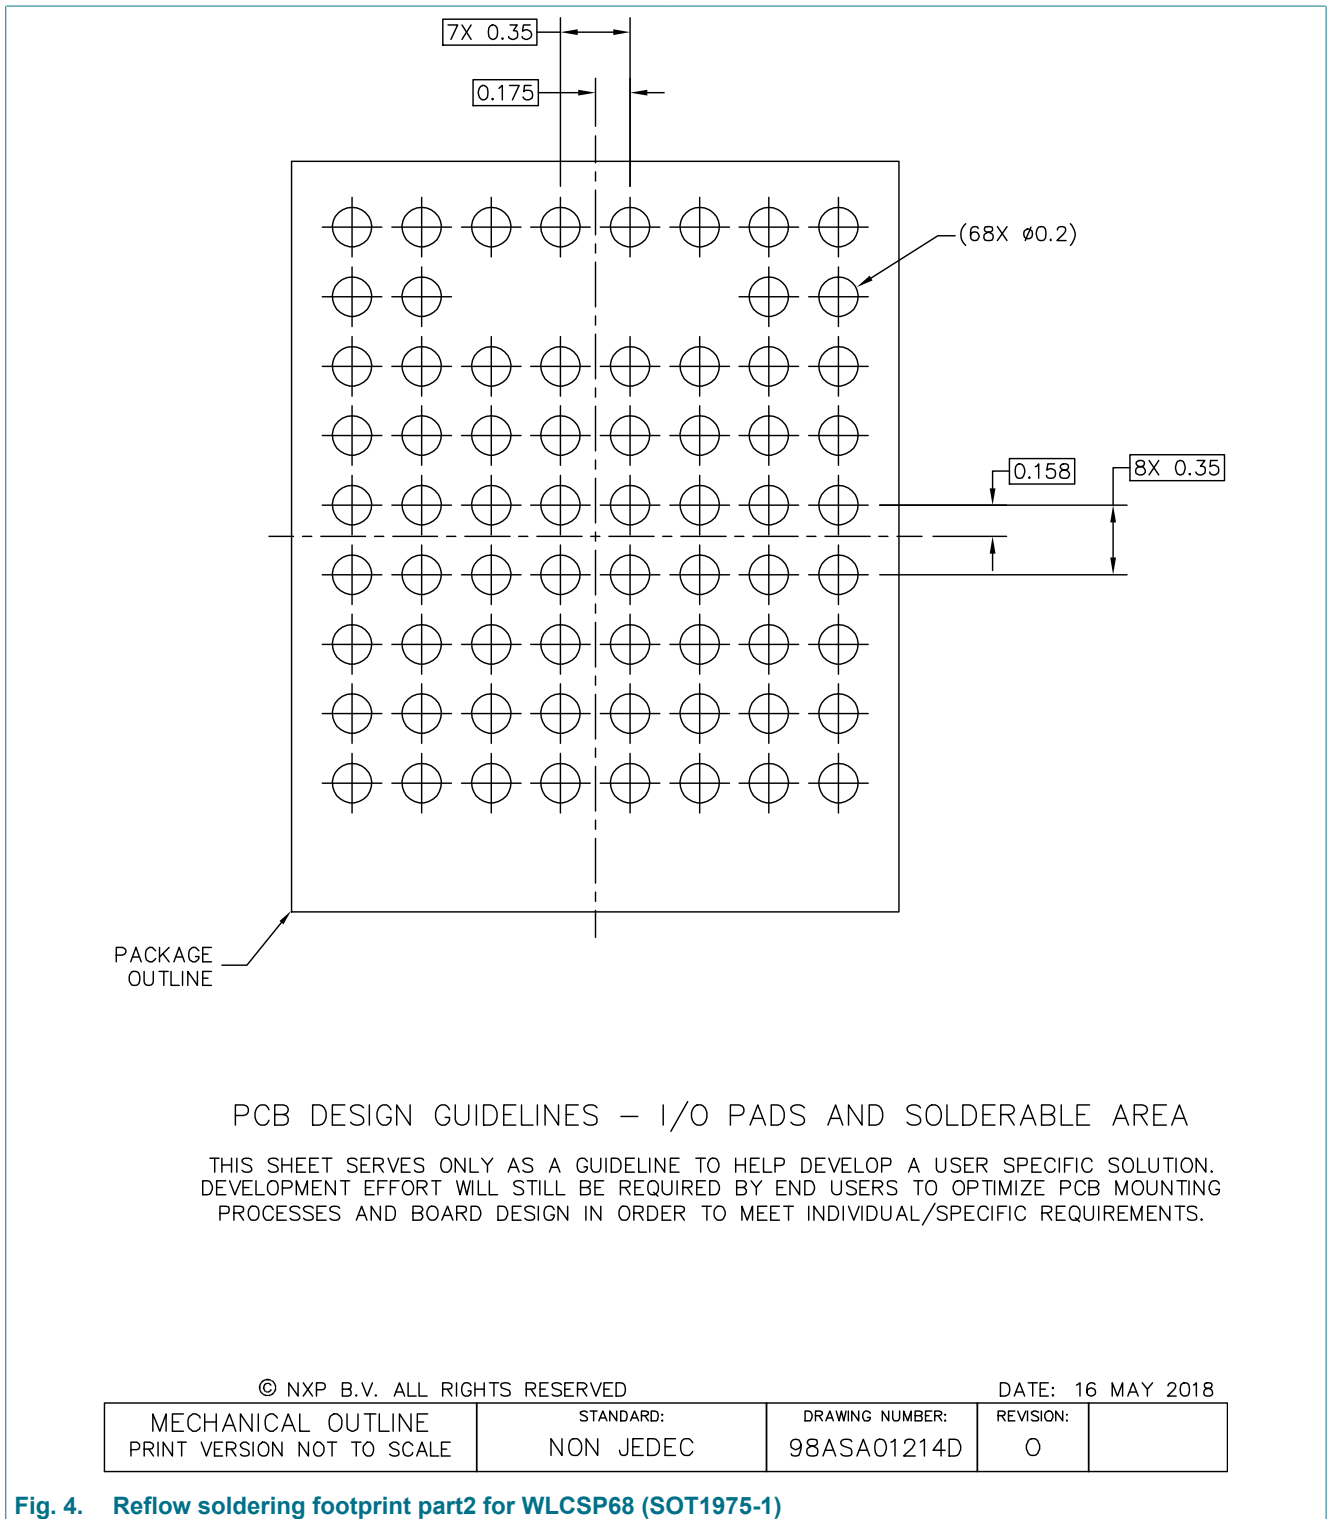 7X 0.35
0.175
(68X ø0.2)
0.158
8X 0.35
PACKAGE
OUTLINE
PCB DESIGN GUIDELINES – I/O PADS AND SOLDERABLE AREA
THIS SHEET SERVES ONLY AS A GUIDELINE TO HELP DEVELOP A USER SPECIFIC SOLUTION.
DEVELOPMENT EFFORT WILL STILL BE REQUIRED BY END USERS TO OPTIMIZE PCB MOUNTING
PROCESSES AND BOARD DESIGN IN ORDER TO MEET INDIVIDUAL/SPECIFIC REQUIREMENTS.
© NXP B.V. ALL RIGHTS RESERVED
DATE: 16 MAY 2018
MECHANICAL OUTLINE
PRINT VERSION NOT TO SCALE
STANDARD:
NON JEDEC
DRAWING NUMBER:
98ASA01214D
REVISION:
O
Fig. 4. Reflow soldering footprint part2 for WLCSP68 (SOT1975-1)